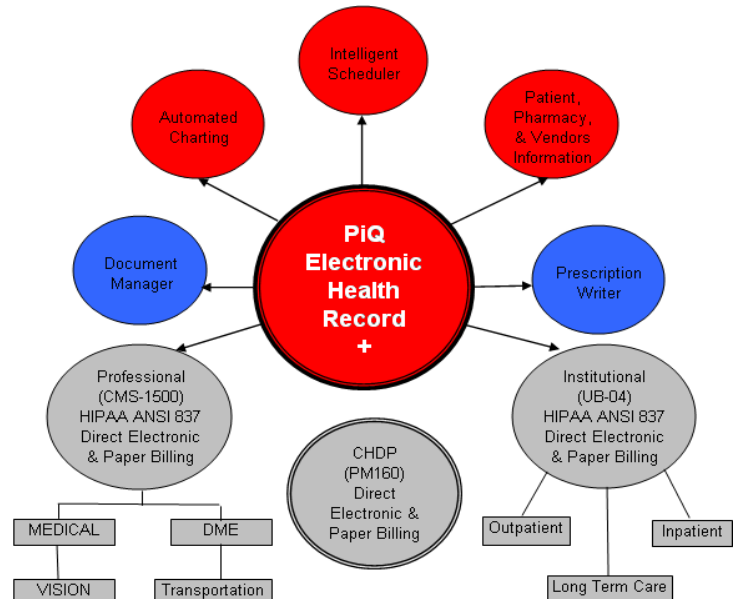 Intelligent
Scheduler
Automated
Charting
Patient,
Pharmacy,
& Vendors
Information
PiQ
Electronic
Health
Record
+
Document
Manager
Prescription
Writer
Professional
(CMS-1500)
HIPAA ANSI 837
Direct Electronic
& Paper Billing
Institutional
(UB-04)
HIPAA ANSI 837
Direct Electronic
& Paper Billing
CHDP
(PM160)
Direct
Electronic &
Paper Billing
MEDICAL
DME
VISION
Transportation
Outpatient
Inpatient
Long Term Care